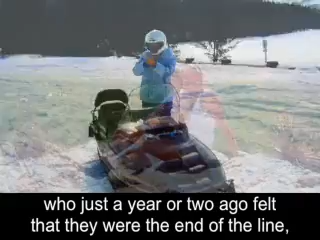 who just a year or two ago felt
that they were the end of the line,